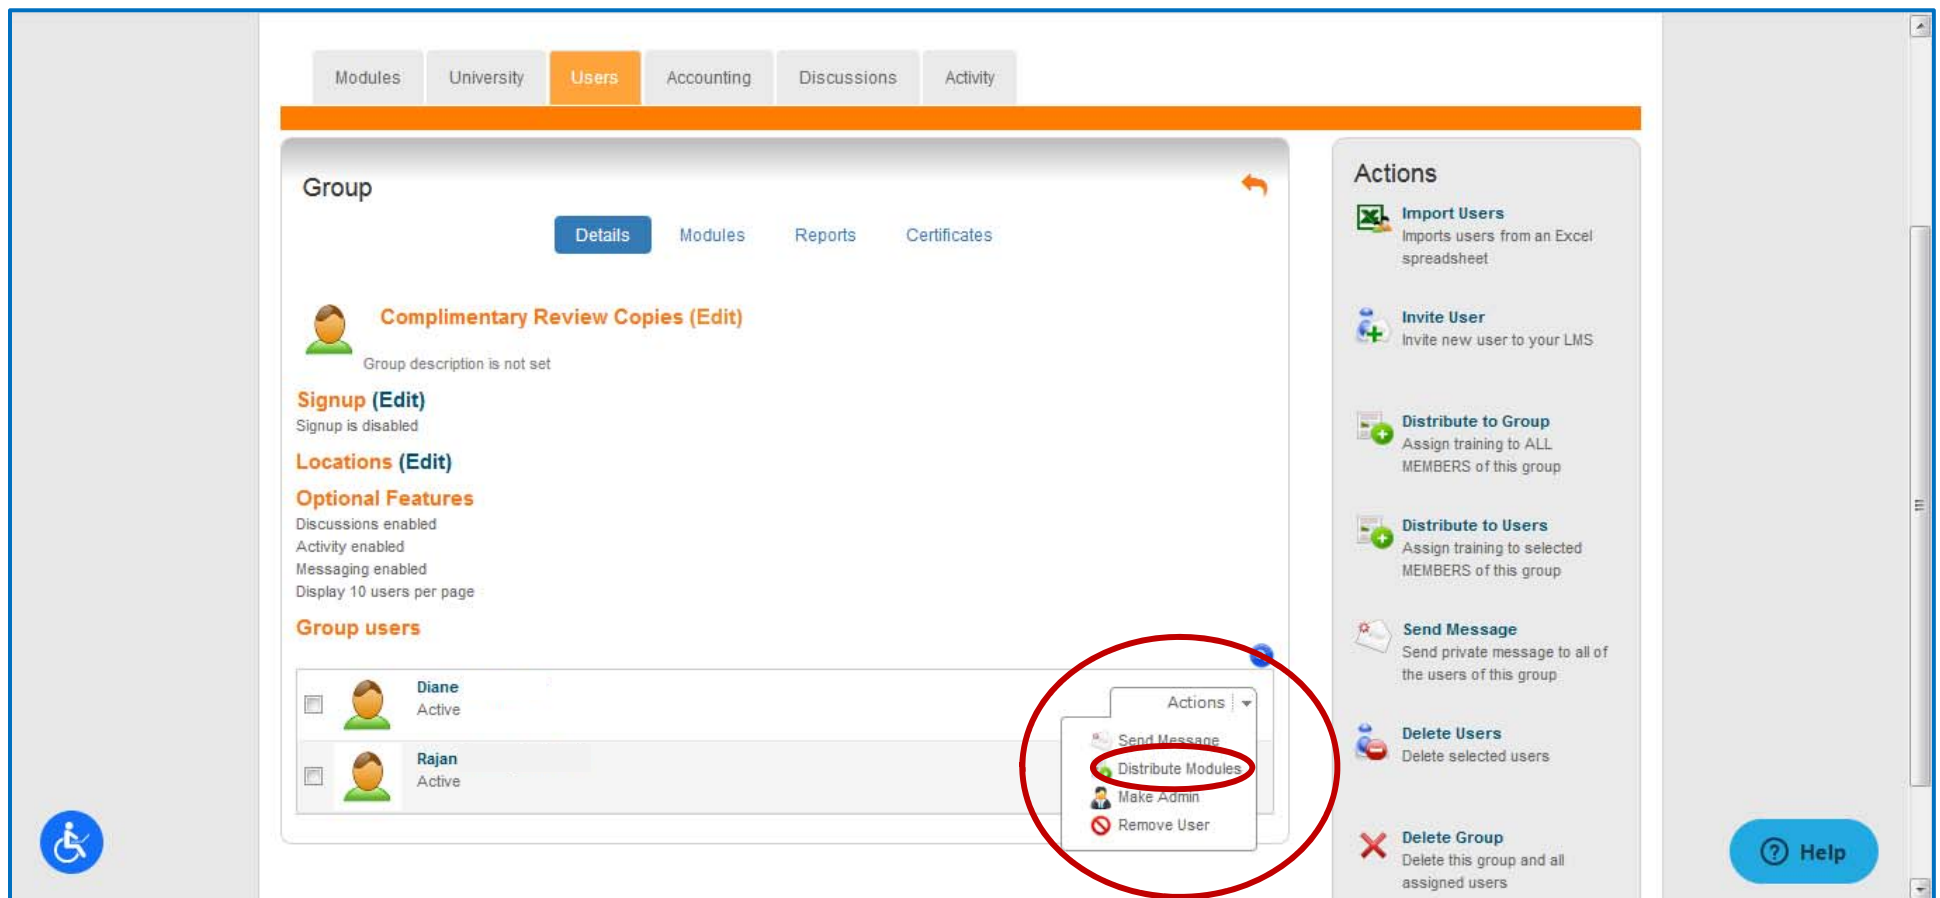 Modules
University
Users
Accounting
Discussions
Activity
Group
Details
Modules
Reports
Certificates
Complimentary Review Copies (Edit)
Group description is not set
Signup (Edit)
Signup is disabled
Locations (Edit)
Optional Features
Discussions enabled
Activity enabled
Messaging enabled
Display 10 users per page
Group users
Diane
Active
Rajan
Active
Actions
Send Message
Distribute Modules
Make Admin
Remove User
Actions
Import Users
Imports users from an Excel
spreadsheet
Invite User
Invite new user to your LMS
Distribute to Group
Assign training to ALL
MEMBERS of this group
Distribute to Users
Assign training to selected
MEMBERS of this group
Send Message
Send private message to all of
the users of this group
Delete Users
Delete selected users
Delete Group
Delete this group and all
assigned users
Help